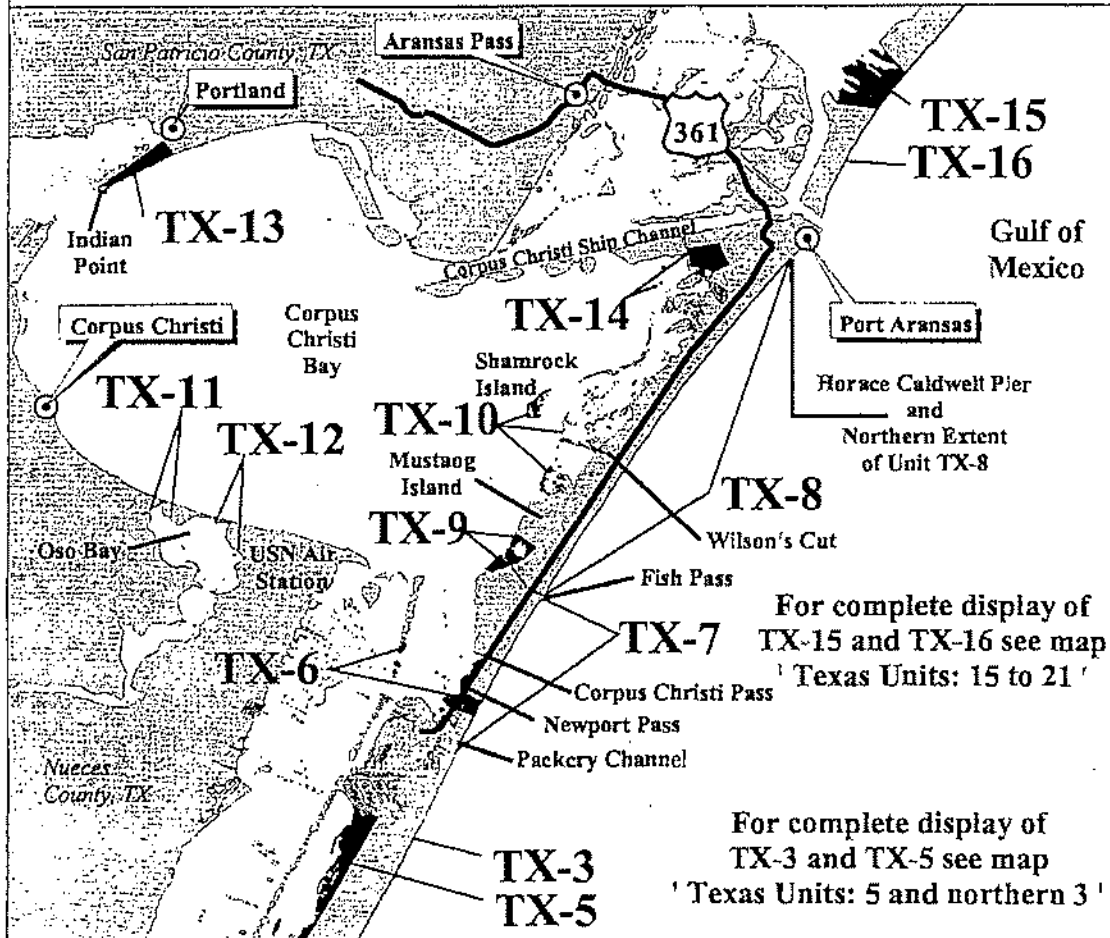 San Patricio County, TX
Aransas Pass
Portland
361
TX-15
TX-16
TX-13
Indian
Point
Corpus Christi Ship Channel
Gulf of
Mexico
TX-14
Port Aransas
Corpus Christi
Corpus
Christi
Bay
Shamrock
Island
Horace Caldwell Pier
and
Northern Extent
of Unit TX-8
TX-11
TX-12
TX-10
Mustaog
Island
TX-8
TX-9
Wilson's Cut
Oso Bay
USN Air
Station
Fish Pass
For complete display of
TX-15 and TX-16 see map
' Texas Units: 15 to 21 '
TX-7
TX-6
Corpus Christi Pass
Newport Pass
Packery Channel
Nueces
County, TX
For complete display of
TX-3 and TX-5 see map
' Texas Units: 5 and northern 3 '
TX-3
TX-5